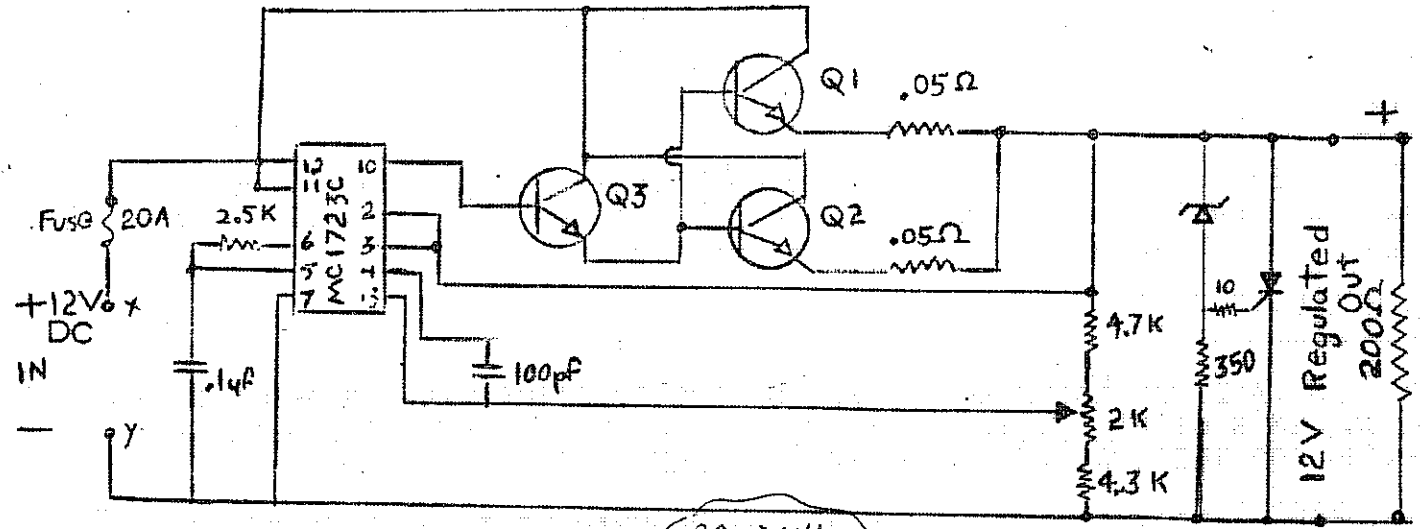 Q1
.05Ω
+
12
11
6
5
7
MC1723C
10
2
3
4
13
Q3
Q2
.05Ω
Fuse 20A
2.5K
+12V
DC
IN
—
x
y
.1µf
100pf
4.7K
2K
4.3K
10
350
12V Regulated
Out
200Ω